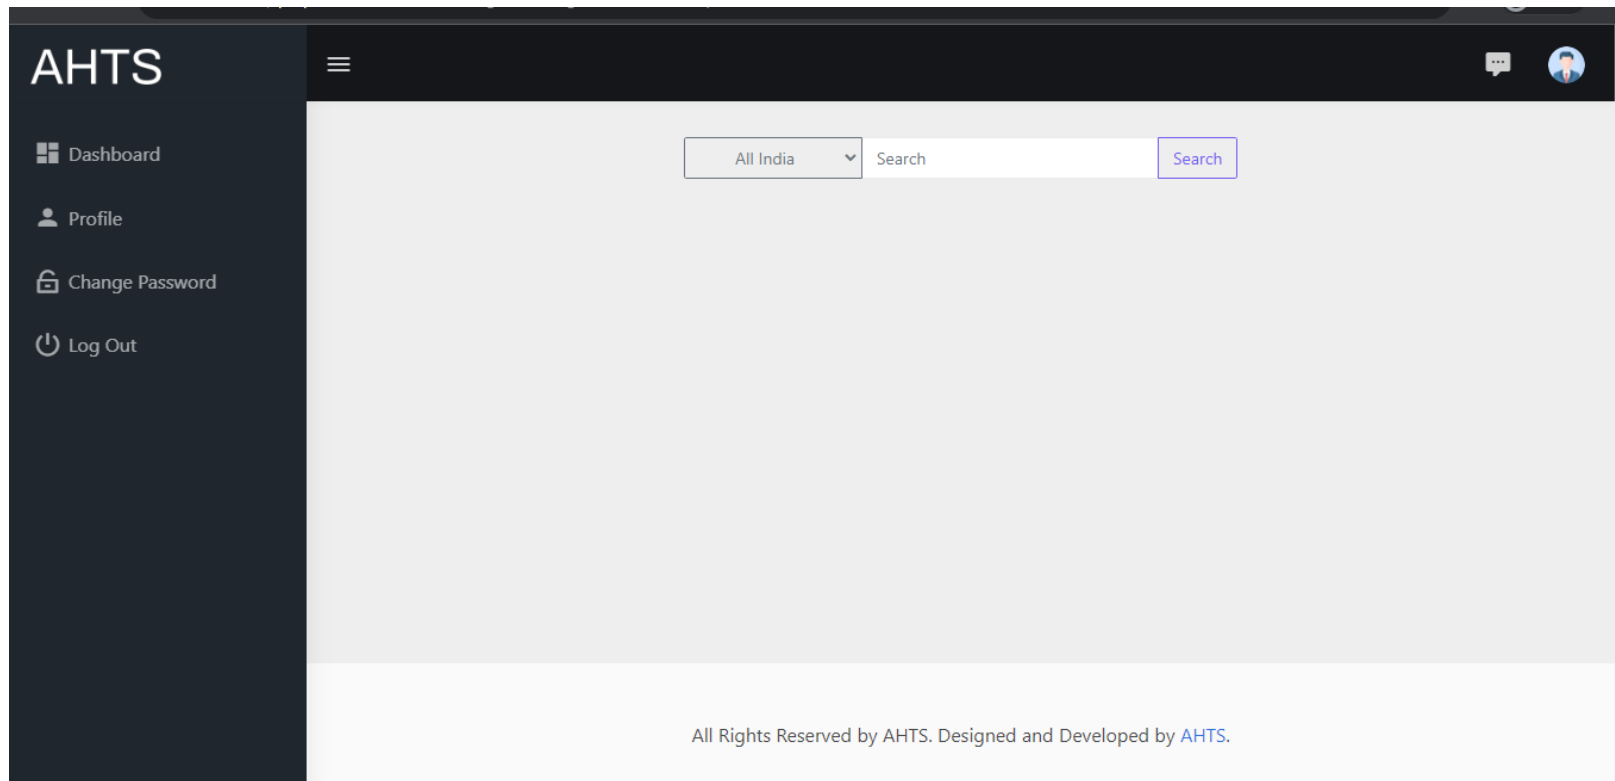 AHTS
Dashboard
Profile
Change Password
Log Out
All India
Search
Search
All Rights Reserved by AHTS. Designed and Developed by AHTS.